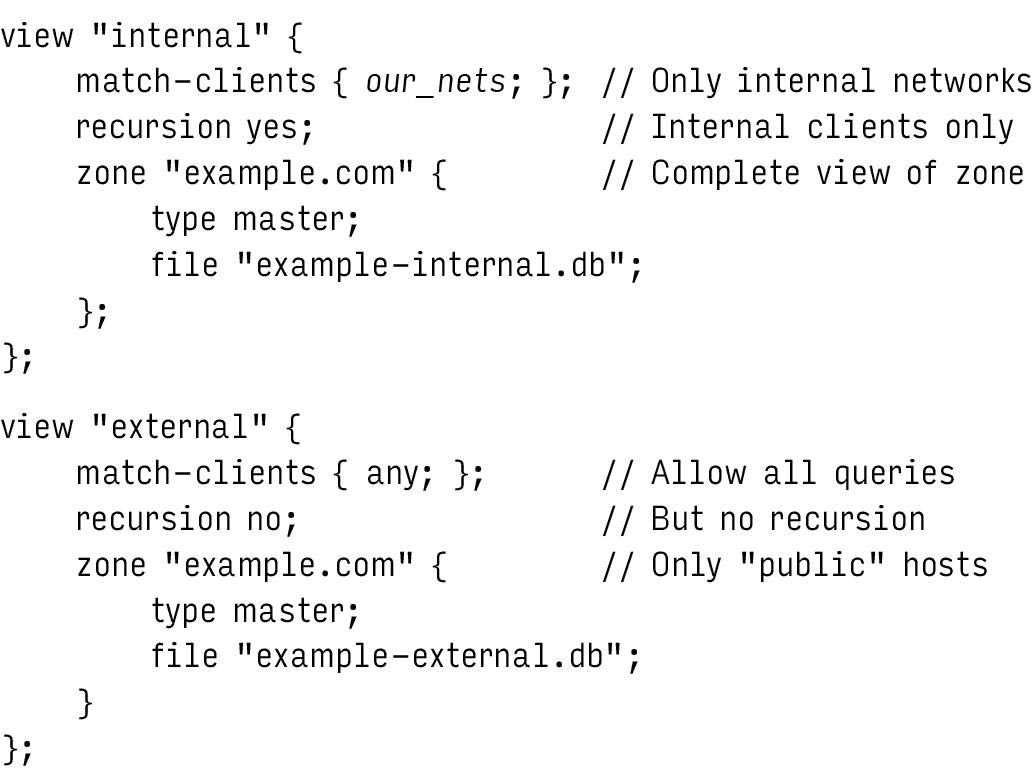 view "internal" {
    match-clients { our_nets; };  // Only internal networks
    recursion yes;                // Internal clients only
    zone "example.com" {          // Complete view of zone
        type master;
        file "example-internal.db";
    };
};
view "external" {
    match-clients { any; };       // Allow all queries
    recursion no;                 // But no recursion
    zone "example.com" {          // Only "public" hosts
        type master;
        file "example-external.db";
    }
};